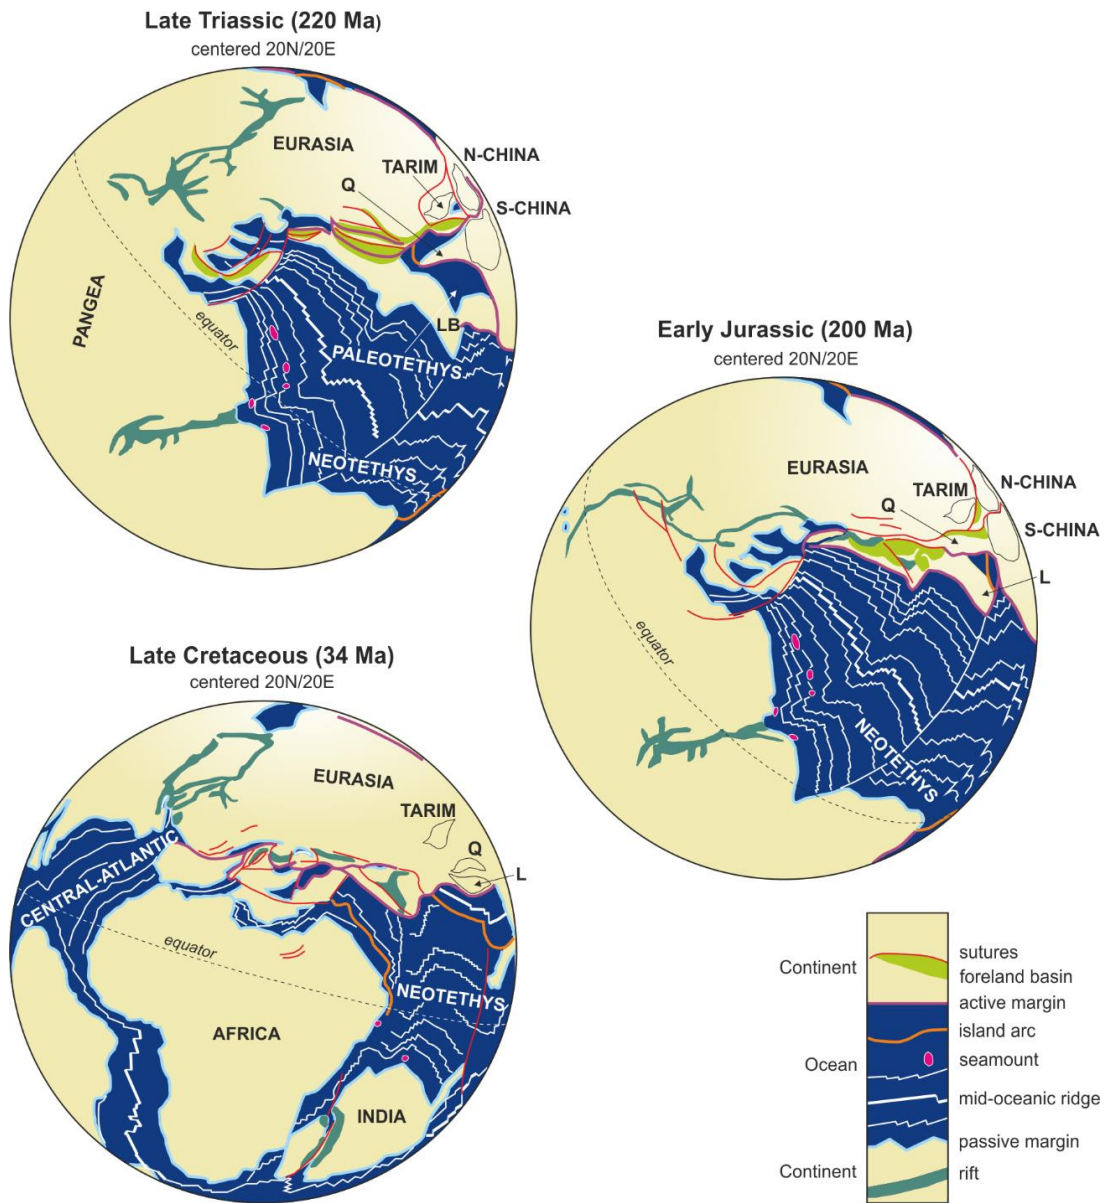 Late Triassic (220 Ma)
centered 20N/20E
EURASIA
N-CHINA
TARIM
Q
S-CHINA
PANGEA
equator
LB
PALEOTETHYS
NEOTETHYS
Early Jurassic (200 Ma)
centered 20N/20E
EURASIA
N-CHINA
TARIM
Q
S-CHINA
L
equator
NEOTETHYS
Late Cretaceous (34 Ma)
centered 20N/20E
EURASIA
TARIM
Q
L
CENTRAL-ATLANTIC
equator
NEOTETHYS
AFRICA
INDIA
Continent
sutures
foreland basin
active margin
island arc
Ocean
seamount
mid-oceanic ridge
passive margin
Continent
rift